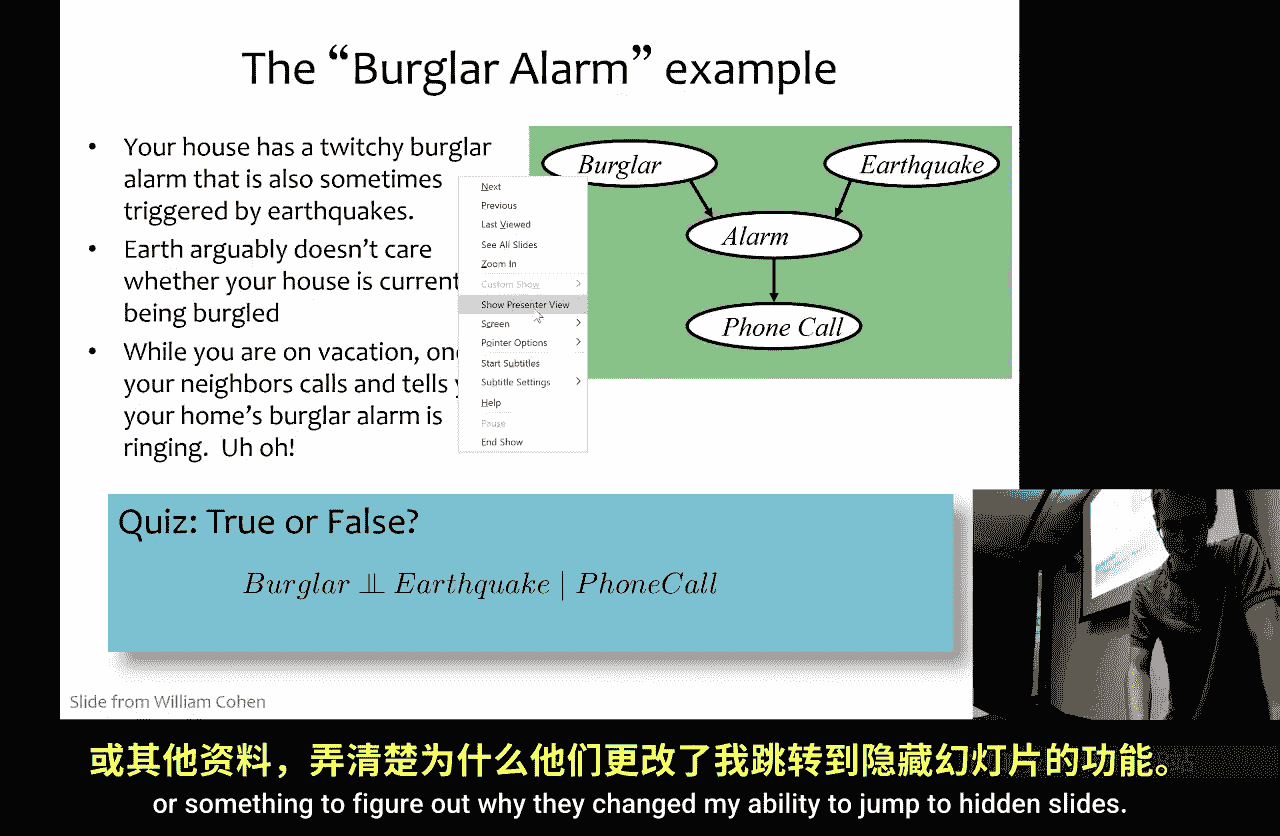 The “Burglar Alarm” example
• Your house has a twitchy burglar
alarm that is also sometimes
triggered by earthquakes.
• Earth arguably doesn’t care
whether your house is current
being burgled
• While you are on vacation, on
your neighbors calls and tells
your home’s burglar alarm is
ringing. Uh oh!
Next
Previous
Last Viewed
See All Slides
Zoom In
Custom Show
Show Presenter View
Screen
Pointer Options
Start Subtitles
Subtitle Settings
Help
Pause
End Show
Burglar
Earthquake
Alarm
Phone Call
Quiz: True or False?
Burglar ⫫ Earthquake | PhoneCall
Slide from William Cohen
或其他资料，弄清楚为什么他们更改了我跳转到隐藏幻灯片的功能。
or something to figure out why they changed my ability to jump to hidden slides.